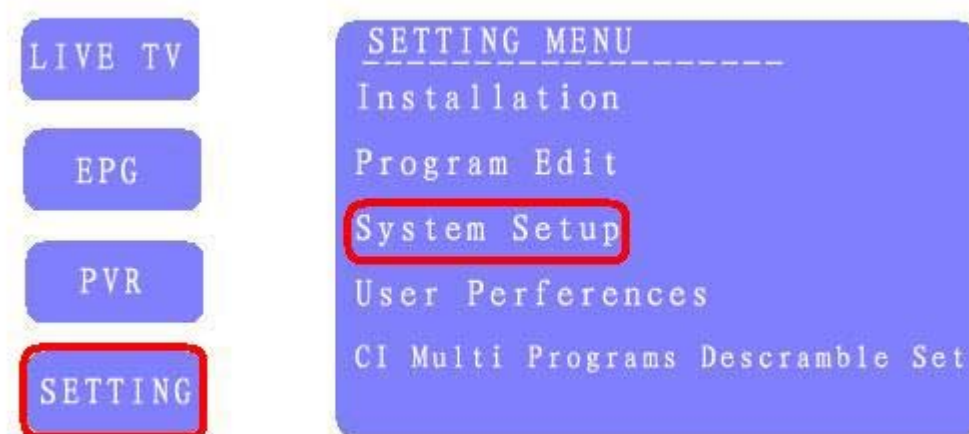 LIVE TV
EPG
PVR
SETTING
SETTING MENU
Installation
Program Edit
System Setup
User Perferences
CI Multi Programs Descramble Set